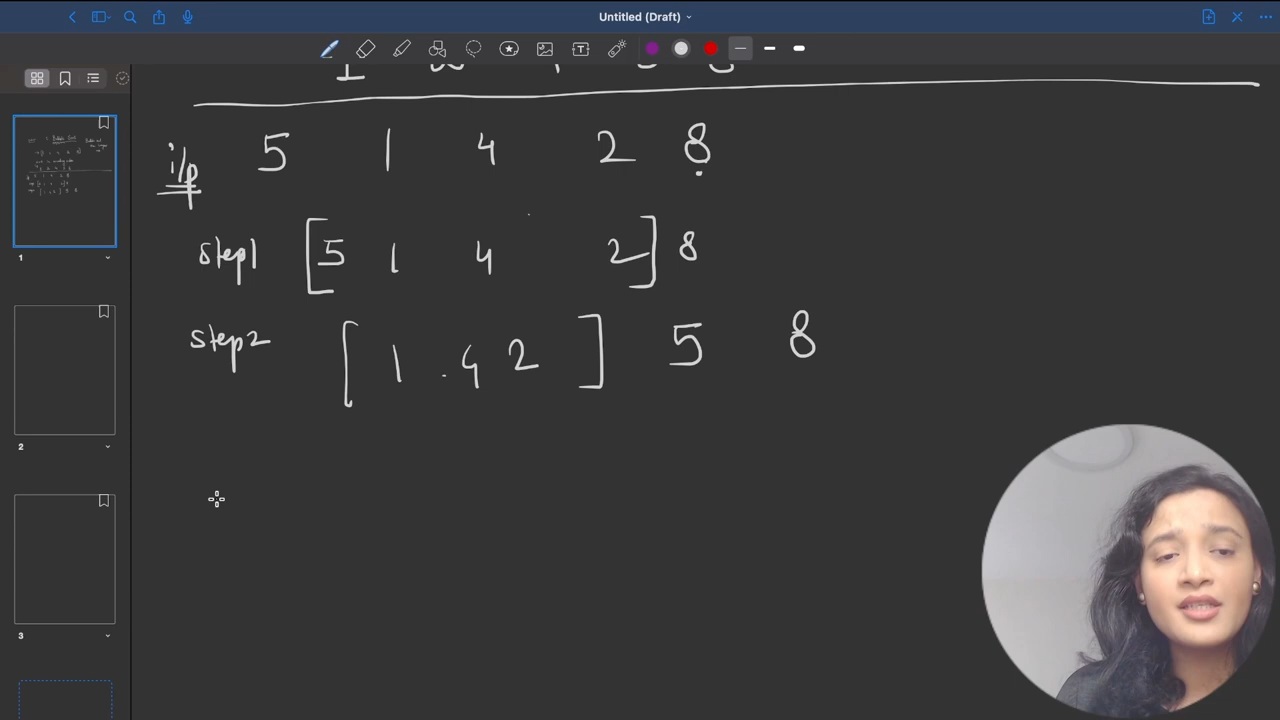 Untitled (Draft)
i/p 5 1 4 2 8
step1 [5 1 4 2] 8
step2 [1 . 4 2] 5 8
1
2
3